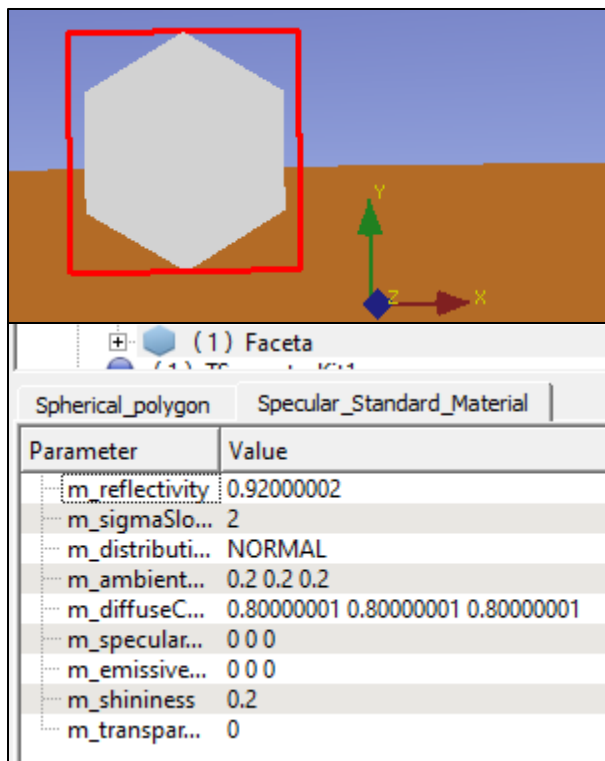 Y
Z X
(1) Faceta
Spherical_polygon Specular_Standard_Material
Parameter Value
m_reflectivity 0.92000002
m_sigmaSlo... 2
m_distributi... NORMAL
m_ambient... 0.2 0.2 0.2
m_diffuseC... 0.80000001 0.80000001 0.80000001
m_specular... 0 0 0
m_emissive... 0 0 0
m_shininess 0.2
m_transpar... 0